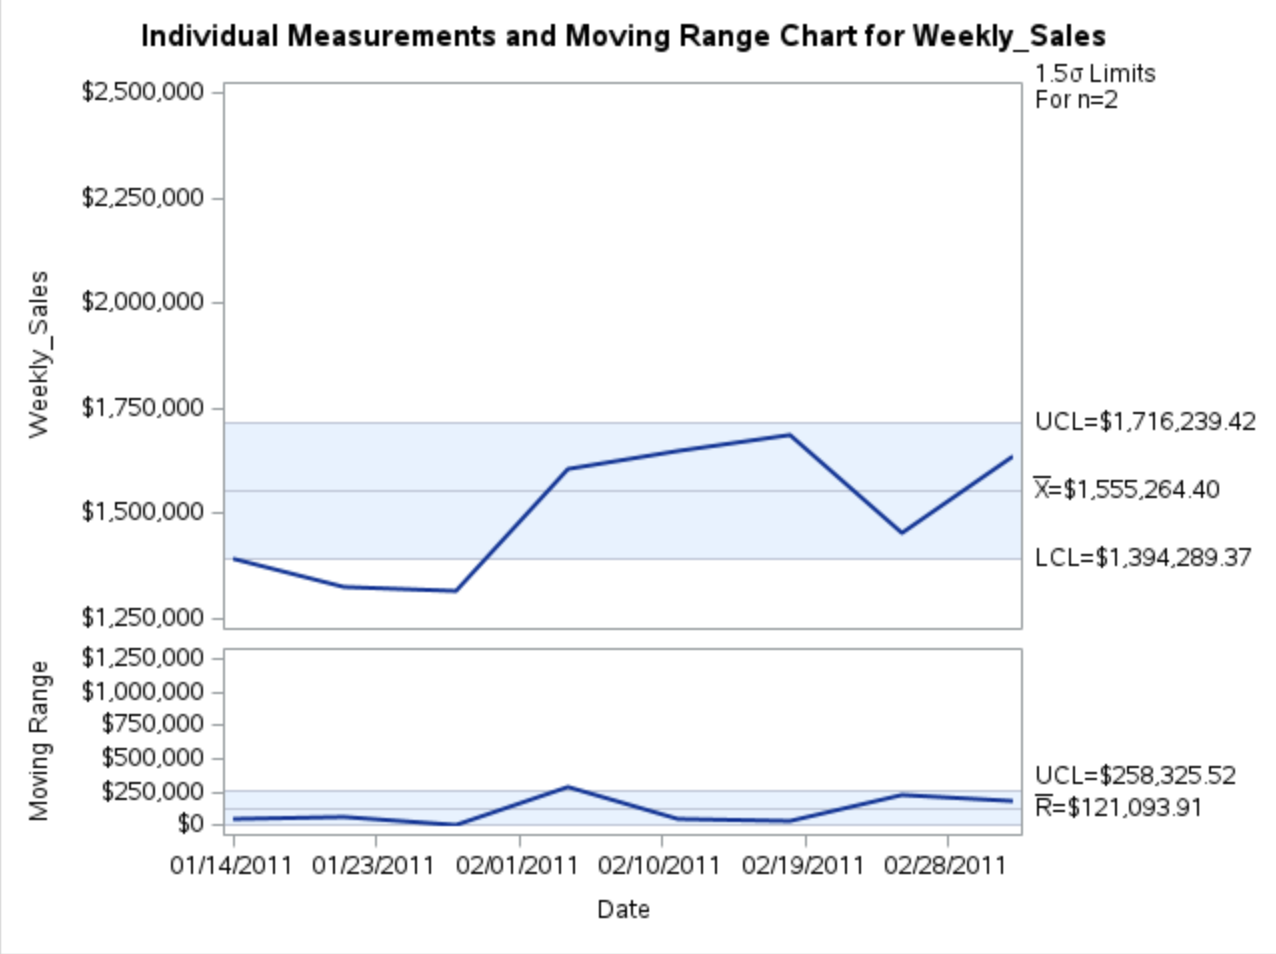 Individual Measurements and Moving Range Chart for Weekly_Sales
1.5σ Limits
For n=2
$2,500,000
$2,250,000
$2,000,000
$1,750,000
$1,500,000
$1,250,000
Weekly_Sales
UCL=$1,716,239.42
X̅=$1,555,264.40
LCL=$1,394,289.37
$1,250,000
$1,000,000
$750,000
$500,000
$250,000
$0
Moving Range
UCL=$258,325.52
R̅=$121,093.91
01/14/2011 01/23/2011 02/01/2011 02/10/2011 02/19/2011 02/28/2011
Date